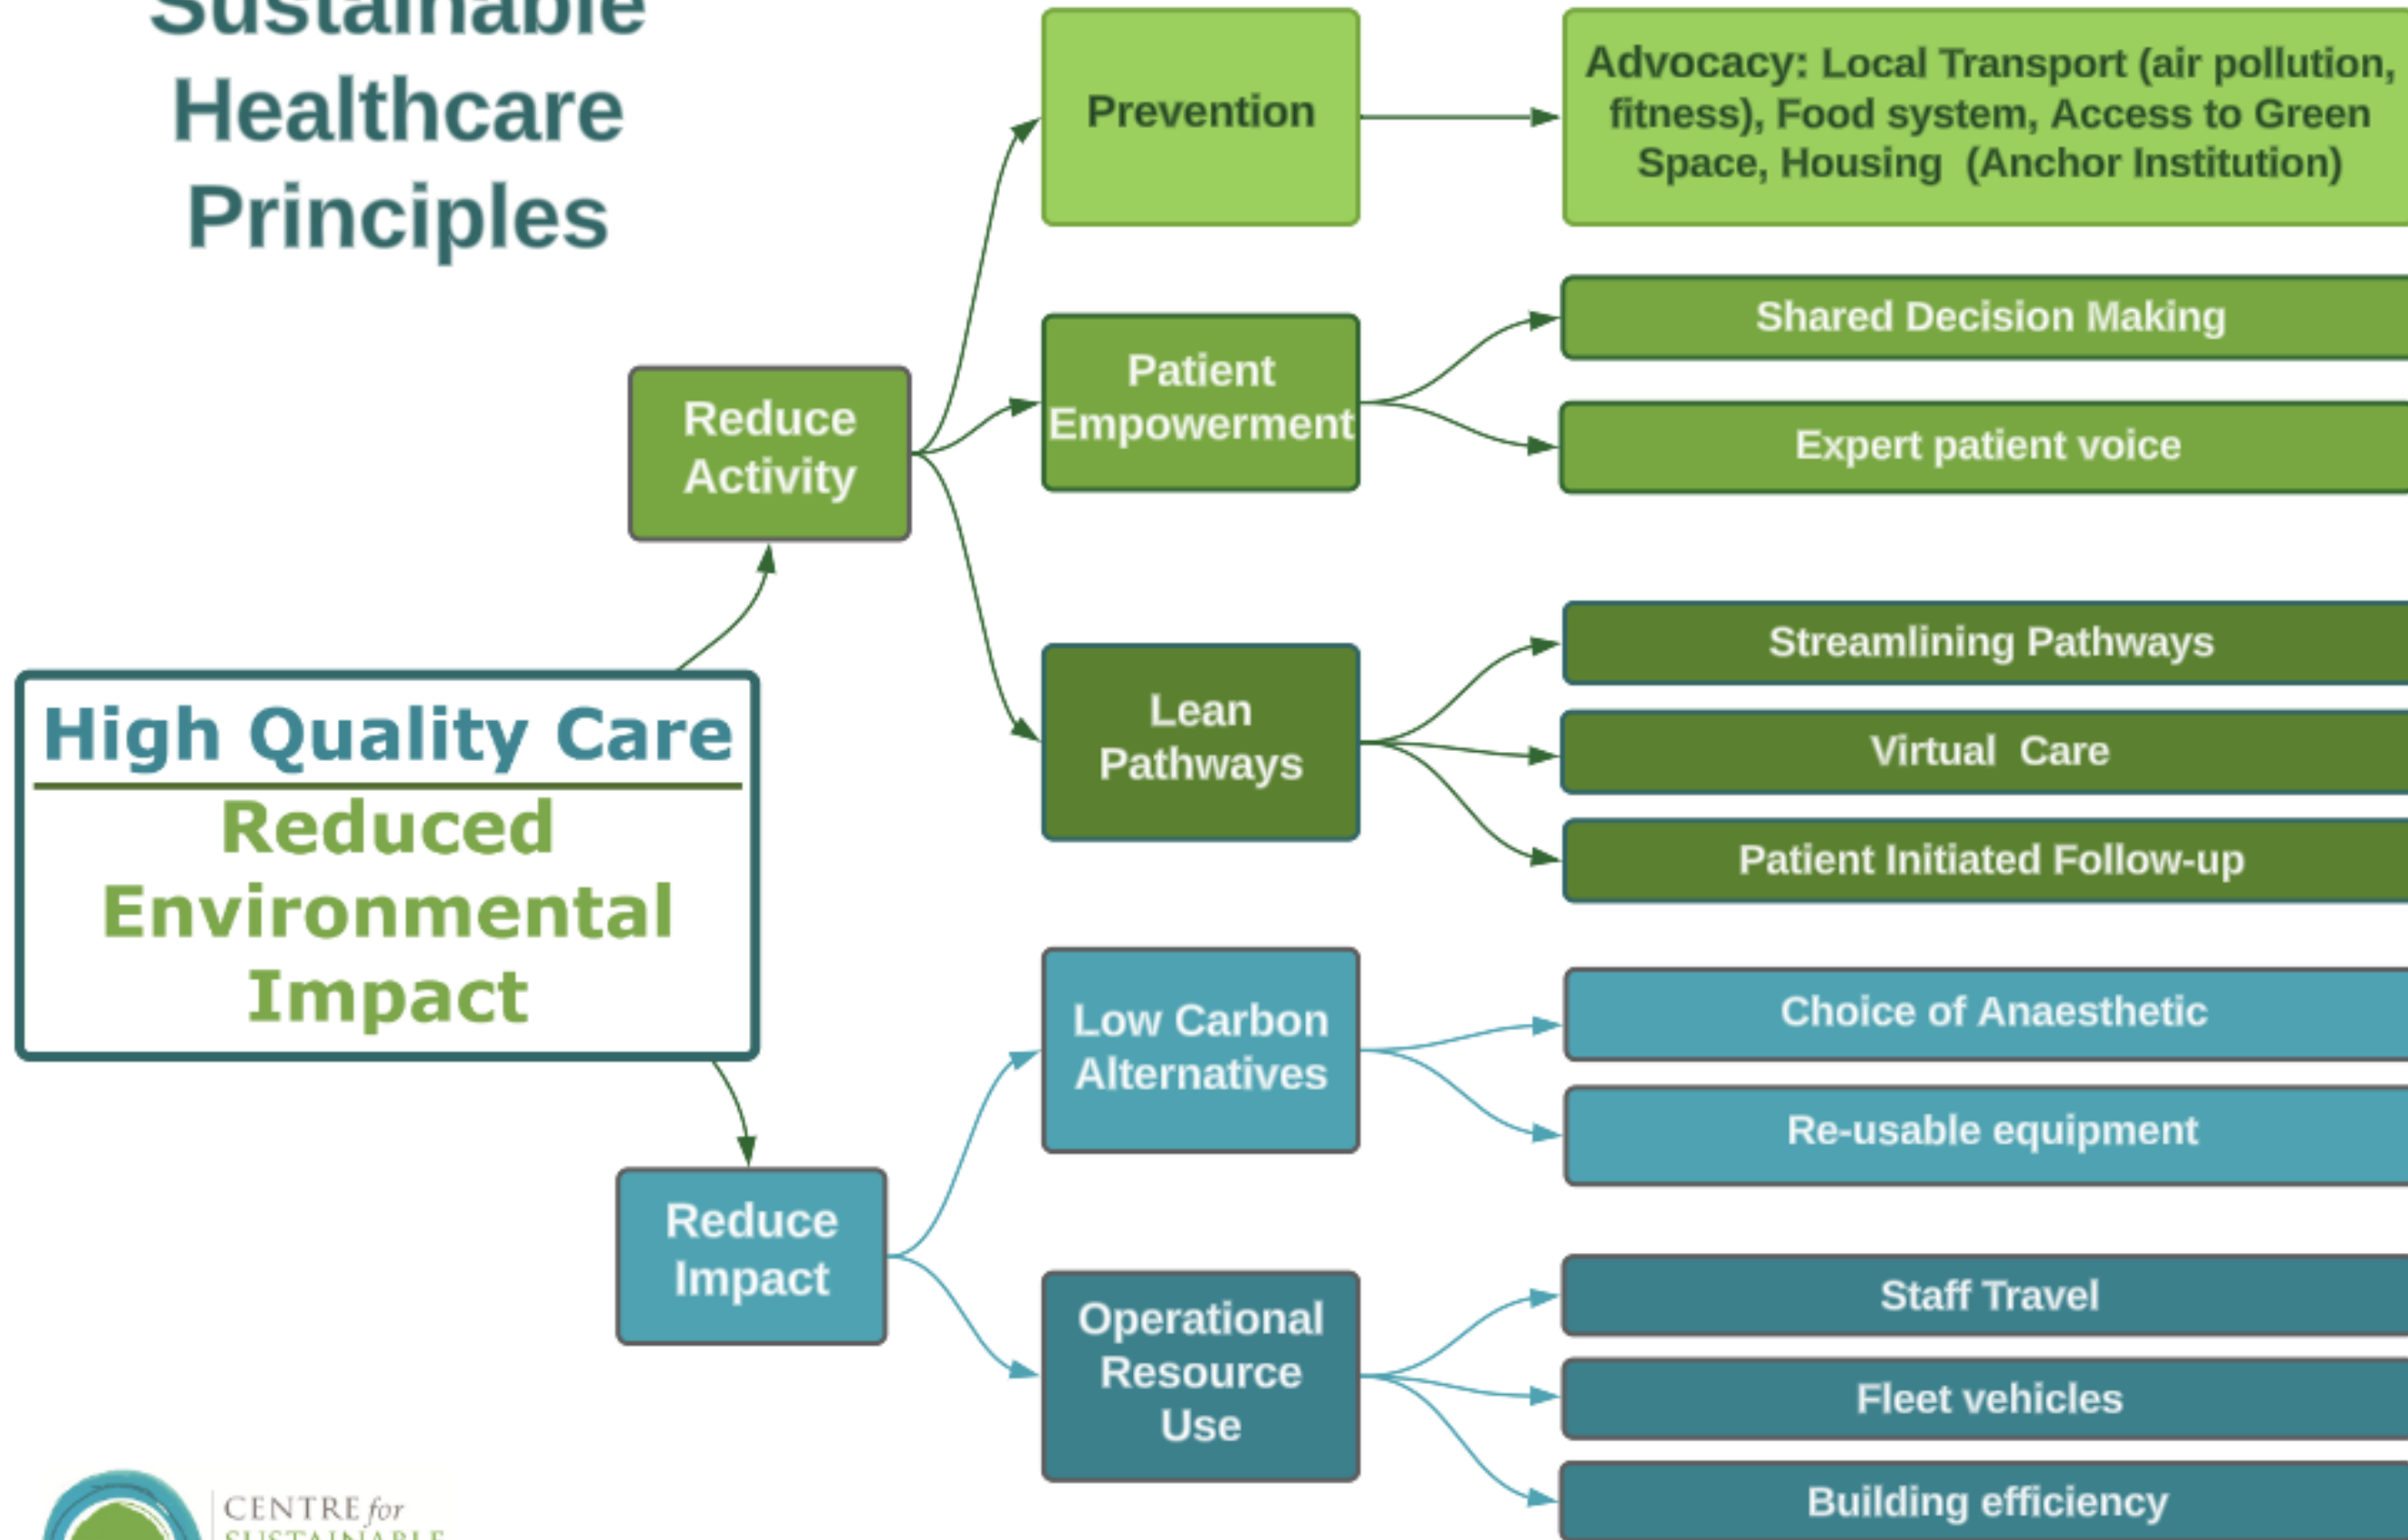 Sustainable
Healthcare
Principles
Prevention
Advocacy: Local Transport (air pollution,
fitness), Food system, Access to Green
Space, Housing (Anchor Institution)
Reduce
Activity
Patient
Empowerment
Shared Decision Making
Expert patient voice
Lean
Pathways
Streamlining Pathways
Virtual Care
Patient Initiated Follow-up
High Quality Care
Reduced
Environmental
Impact
Low Carbon
Alternatives
Choice of Anaesthetic
Re-usable equipment
Reduce
Impact
Operational
Resource
Use
Staff Travel
Fleet vehicles
Building efficiency
CENTRE for
SUSTAINABLE